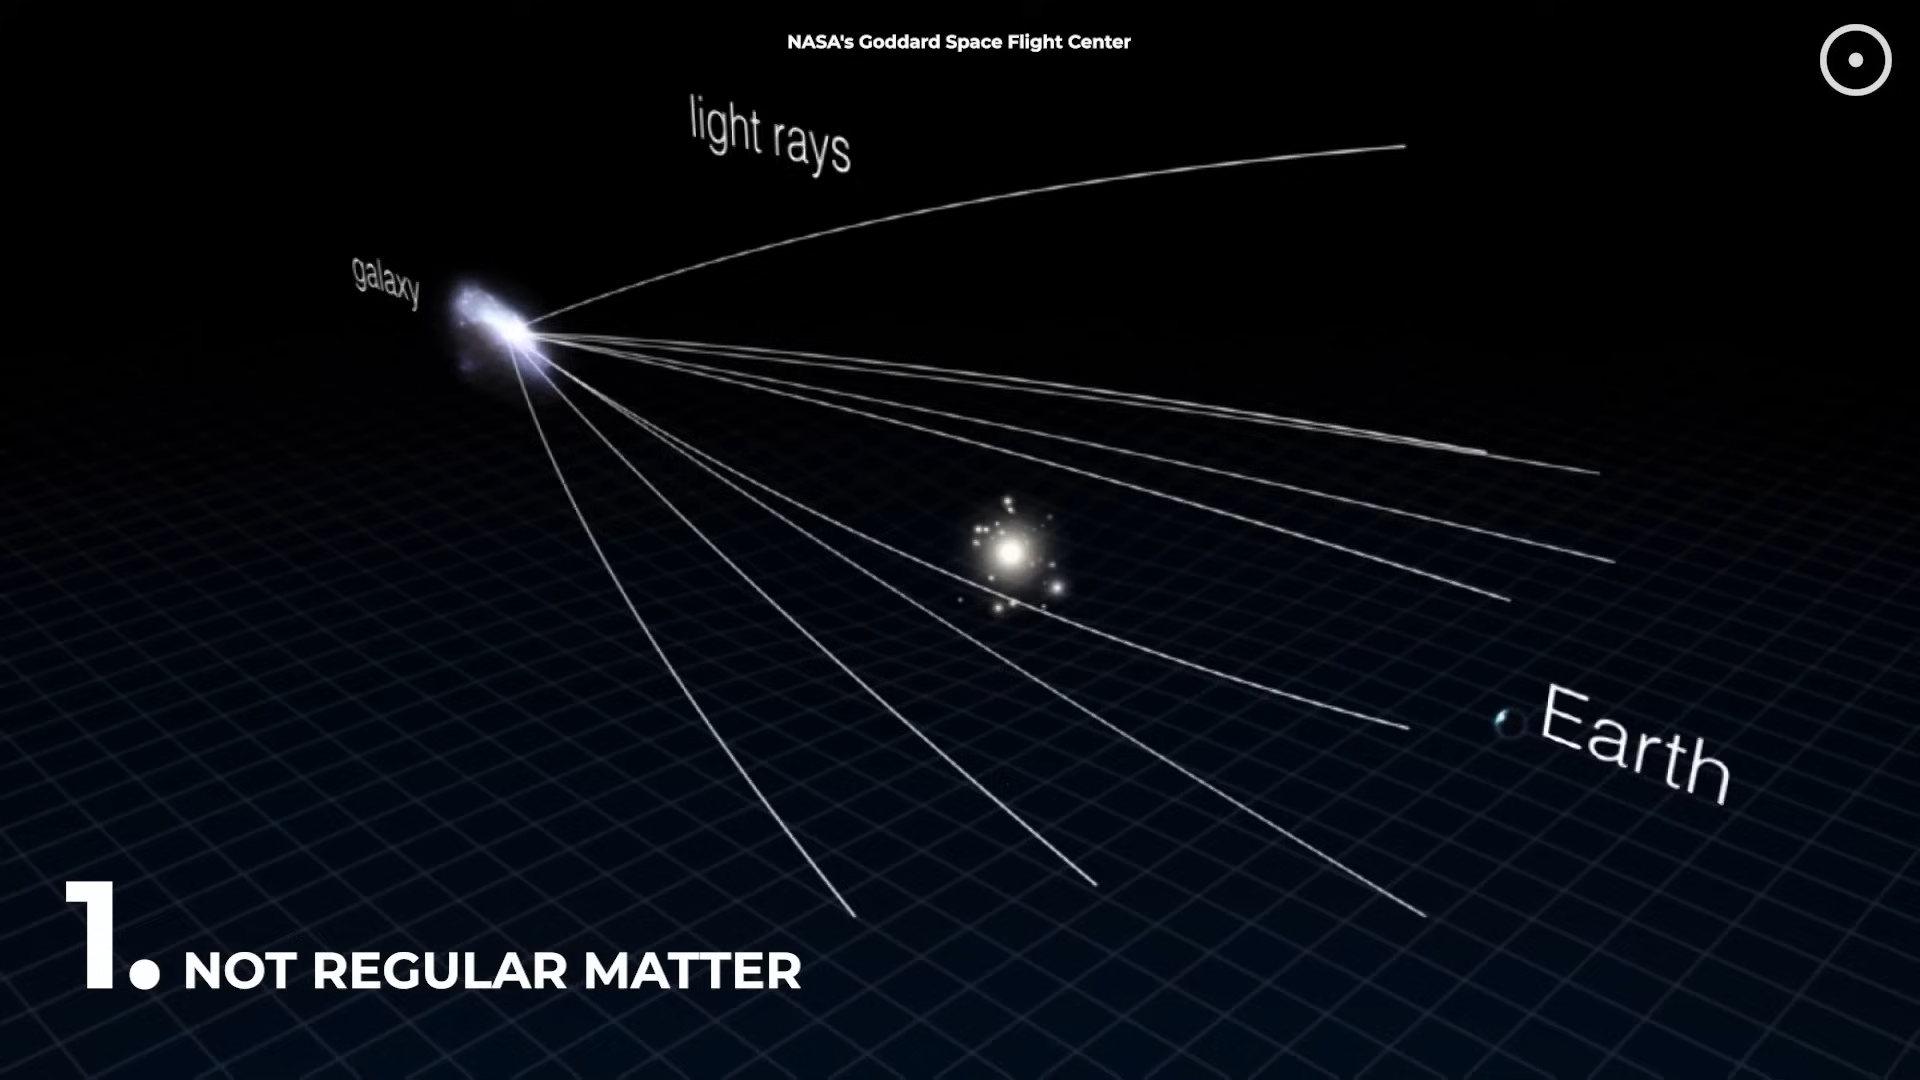 NASA's Goddard Space Flight Center
light rays
galaxy
Earth
1. NOT REGULAR MATTER